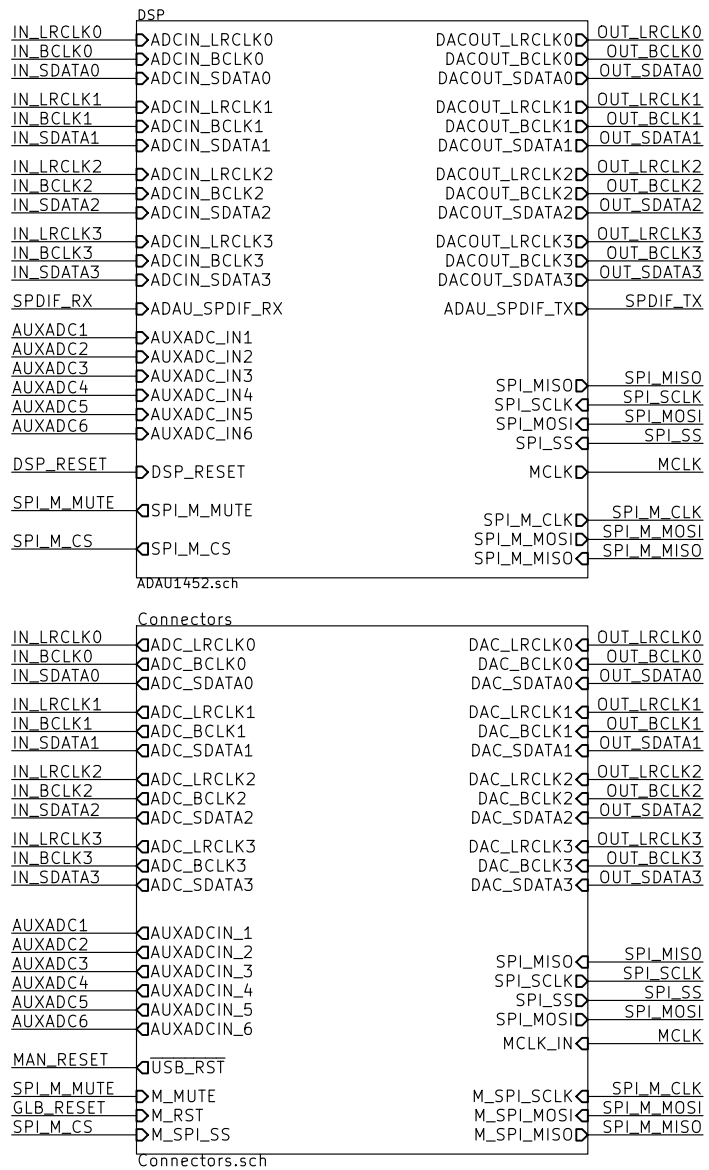 DSP
IN_LRCLK0 ADCIN_LRCLK0 DACOUT_LRCLK0 OUT_LRCLK0
IN_BCLK0 ADCIN_BCLK0 DACOUT_BCLK0 OUT_BCLK0
IN_SDATA0 ADCIN_SDATA0 DACOUT_SDATA0 OUT_SDATA0
IN_LRCLK1 ADCIN_LRCLK1 DACOUT_LRCLK1 OUT_LRCLK1
IN_BCLK1 ADCIN_BCLK1 DACOUT_BCLK1 OUT_BCLK1
IN_SDATA1 ADCIN_SDATA1 DACOUT_SDATA1 OUT_SDATA1
IN_LRCLK2 ADCIN_LRCLK2 DACOUT_LRCLK2 OUT_LRCLK2
IN_BCLK2 ADCIN_BCLK2 DACOUT_BCLK2 OUT_BCLK2
IN_SDATA2 ADCIN_SDATA2 DACOUT_SDATA2 OUT_SDATA2
IN_LRCLK3 ADCIN_LRCLK3 DACOUT_LRCLK3 OUT_LRCLK3
IN_BCLK3 ADCIN_BCLK3 DACOUT_BCLK3 OUT_BCLK3
IN_SDATA3 ADCIN_SDATA3 DACOUT_SDATA3 OUT_SDATA3
SPDIF_RX ADAU_SPDIF_RX ADAU_SPDIF_TX SPDIF_TX
AUXADC1 AUXADC_IN1
AUXADC2 AUXADC_IN2
AUXADC3 AUXADC_IN3 SPI_MISO SPI_MISO
AUXADC4 AUXADC_IN4 SPI_SCLK SPI_SCLK
AUXADC5 AUXADC_IN5 SPI_MOSI SPI_MOSI
AUXADC6 AUXADC_IN6 SPI_SS SPI_SS
DSP_RESET DSP_RESET MCLK MCLK
SPI_M_MUTE SPI_M_MUTE SPI_M_CLK SPI_M_CLK
SPI_M_MOSI SPI_M_MOSI
SPI_M_CS SPI_M_CS SPI_M_MISO SPI_M_MISO
ADAU1452.sch
Connectors
IN_LRCLK0 ADC_LRCLK0 DAC_LRCLK0 OUT_LRCLK0
IN_BCLK0 ADC_BCLK0 DAC_BCLK0 OUT_BCLK0
IN_SDATA0 ADC_SDATA0 DAC_SDATA0 OUT_SDATA0
IN_LRCLK1 ADC_LRCLK1 DAC_LRCLK1 OUT_LRCLK1
IN_BCLK1 ADC_BCLK1 DAC_BCLK1 OUT_BCLK1
IN_SDATA1 ADC_SDATA1 DAC_SDATA1 OUT_SDATA1
IN_LRCLK2 ADC_LRCLK2 DAC_LRCLK2 OUT_LRCLK2
IN_BCLK2 ADC_BCLK2 DAC_BCLK2 OUT_BCLK2
IN_SDATA2 ADC_SDATA2 DAC_SDATA2 OUT_SDATA2
IN_LRCLK3 ADC_LRCLK3 DAC_LRCLK3 OUT_LRCLK3
IN_BCLK3 ADC_BCLK3 DAC_BCLK3 OUT_BCLK3
IN_SDATA3 ADC_SDATA3 DAC_SDATA3 OUT_SDATA3
AUXADC1 AUXADCIN_1
AUXADC2 AUXADCIN_2 SPI_MISO SPI_MISO
AUXADC3 AUXADCIN_3 SPI_SCLK SPI_SCLK
AUXADC4 AUXADCIN_4 SPI_SS SPI_SS
AUXADC5 AUXADCIN_5 SPI_MOSI SPI_MOSI
AUXADC6 AUXADCIN_6 MCLK_IN MCLK
MAN_RESET USB_RST
SPI_M_MUTE M_MUTE M_SPI_SCLK SPI_M_CLK
GLB_RESET M_RST M_SPI_MOSI SPI_M_MOSI
SPI_M_CS M_SPI_SS M_SPI_MISO SPI_M_MISO
Connectors.sch